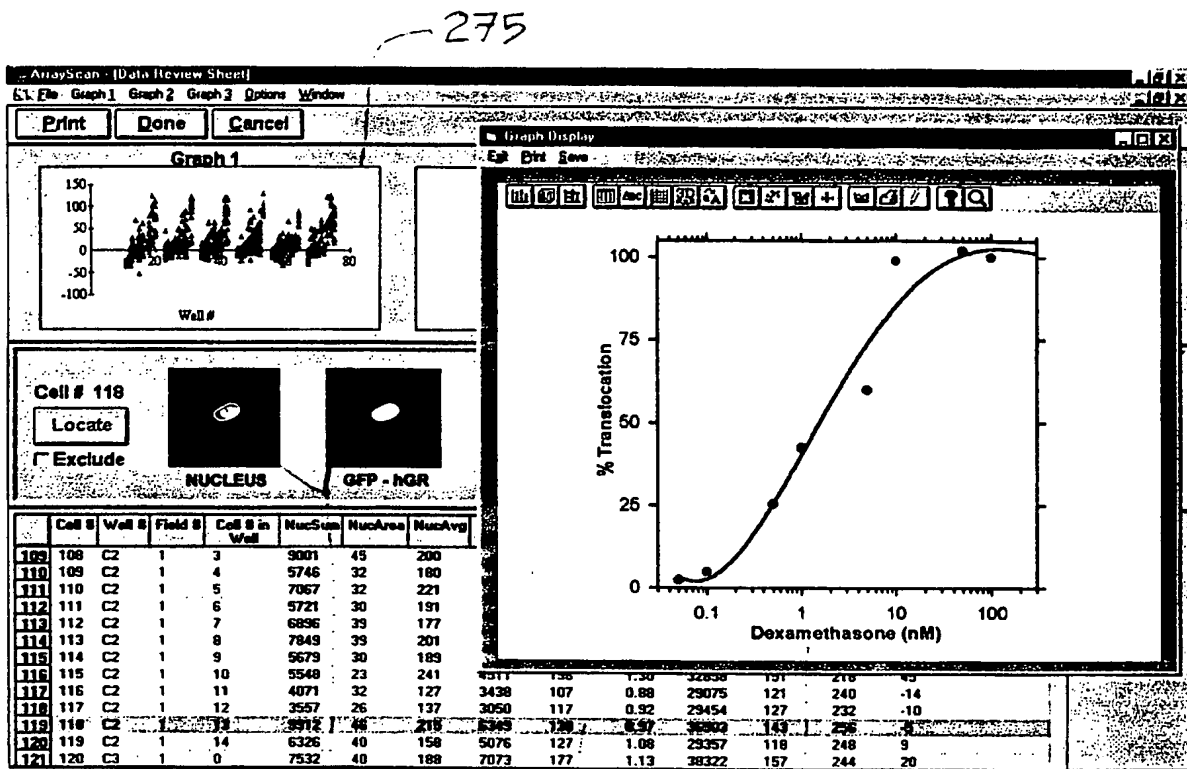 275
ArrayScan - [Data Review Sheet]
File Graph 1 Graph 2 Graph 3 Options Window
Print Done Cancel
Graph 1
150
100
50
0
-50
-100
20 40 60 80
Well #
Cell # 118
Locate
Exclude
NUCLEUS GFP - hGR
Graph Display
Exit Print Save
Abc 3D
% Translocation
100
75
50
25
0
0.1 1 10 100
Dexamethasone (nM)
Cell # Well # Field # Cell # in Well NucSum NucArea NucAvg
109 108 C2 1 3 9001 45 200
110 109 C2 1 4 5746 32 180
111 110 C2 1 5 7067 32 221
112 111 C2 1 6 5721 30 191
113 112 C2 1 7 6896 39 177
114 113 C2 1 8 7849 39 201
115 114 C2 1 9 5679 30 189
116 115 C2 1 10 5548 23 241
117 116 C2 1 11 4071 32 127 3438 107 0.88 29075 121 240 -14
118 117 C2 1 12 3557 26 137 3050 117 0.92 29454 127 232 -10
119 118 C2 1 143
120 119 C2 1 14 6326 40 158 5076 127 1.08 29357 118 248 9
121 120 C3 1 0 7532 40 188 7073 177 1.13 38322 157 244 20